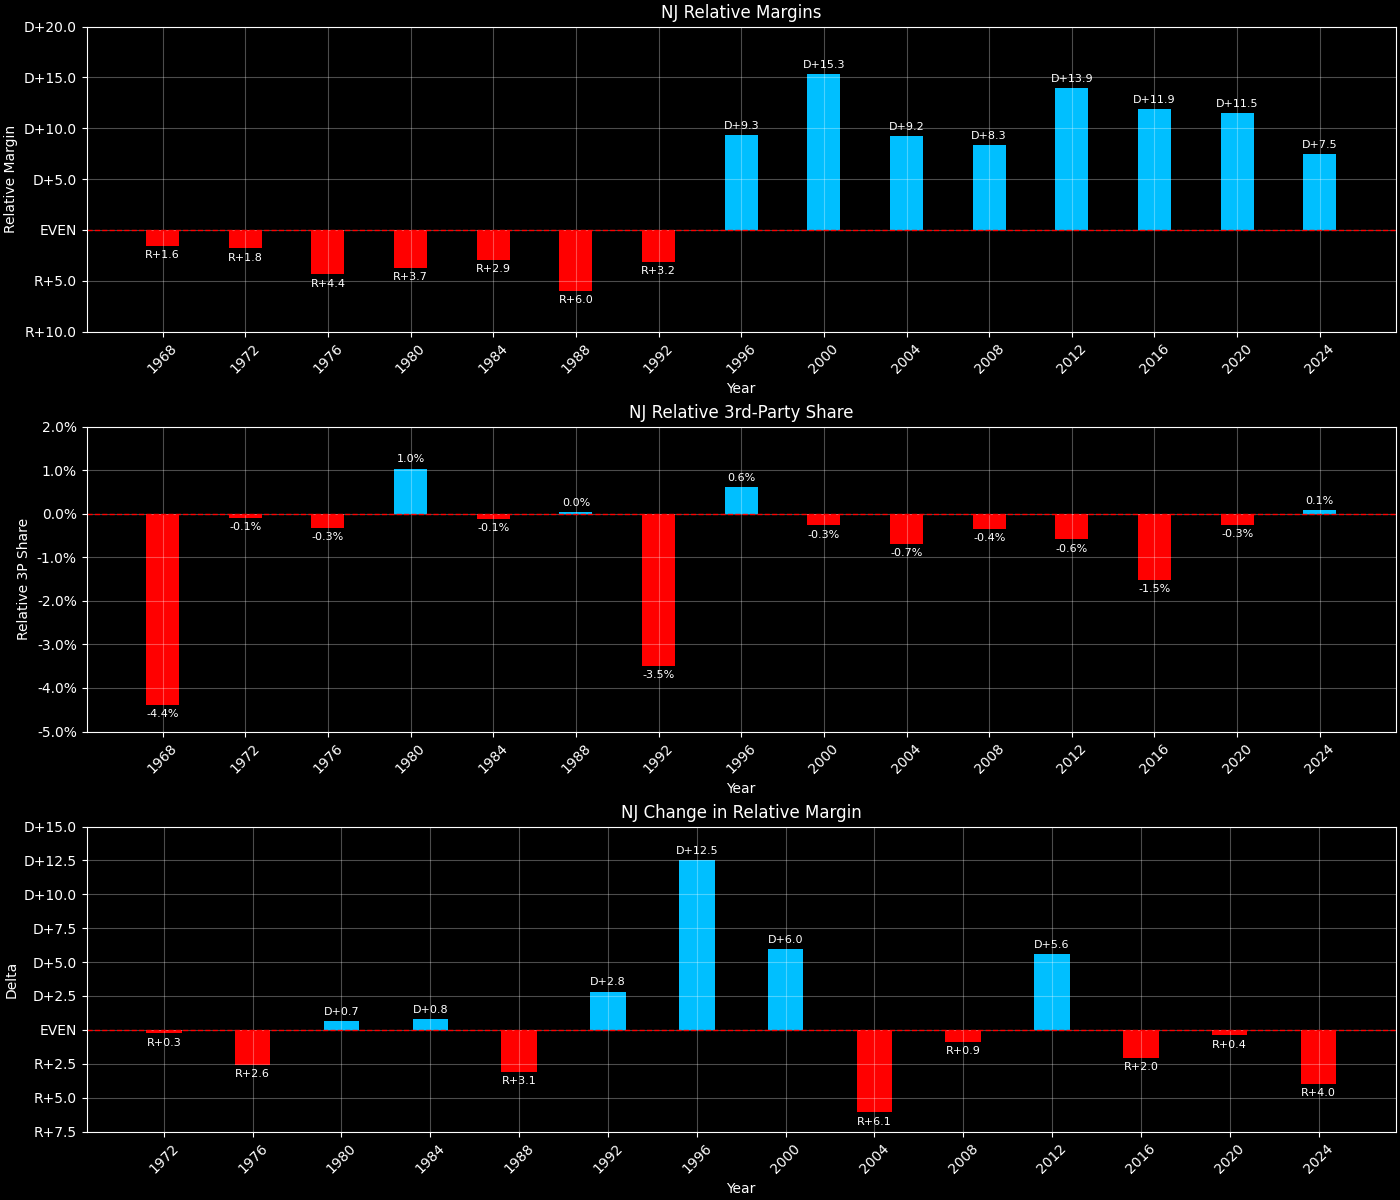 NJ Relative Margins
Relative Margin
D+20.0
D+15.0
D+10.0
D+5.0
EVEN
R+5.0
R+10.0
R+1.6
R+1.8
R+4.4
R+3.7
R+2.9
R+6.0
R+3.2
D+9.3
D+15.3
D+9.2
D+8.3
D+13.9
D+11.9
D+11.5
D+7.5
1968 1972 1976 1980 1984 1988 1992 1996 2000 2004 2008 2012 2016 2020 2024
Year
NJ Relative 3rd-Party Share
Relative 3P Share
2.0%
1.0%
0.0%
-1.0%
-2.0%
-3.0%
-4.0%
-5.0%
-4.4%
-0.1%
-0.3%
1.0%
-0.1%
0.0%
-3.5%
0.6%
-0.3%
-0.7%
-0.4%
-0.6%
-1.5%
-0.3%
0.1%
1968 1972 1976 1980 1984 1988 1992 1996 2000 2004 2008 2012 2016 2020 2024
Year
NJ Change in Relative Margin
Delta
D+15.0
D+12.5
D+10.0
D+7.5
D+5.0
D+2.5
EVEN
R+2.5
R+5.0
R+7.5
R+0.3
R+2.6
D+0.7
D+0.8
R+3.1
D+2.8
D+12.5
D+6.0
R+6.1
R+0.9
D+5.6
R+2.0
R+0.4
R+4.0
1972 1976 1980 1984 1988 1992 1996 2000 2004 2008 2012 2016 2020 2024
Year